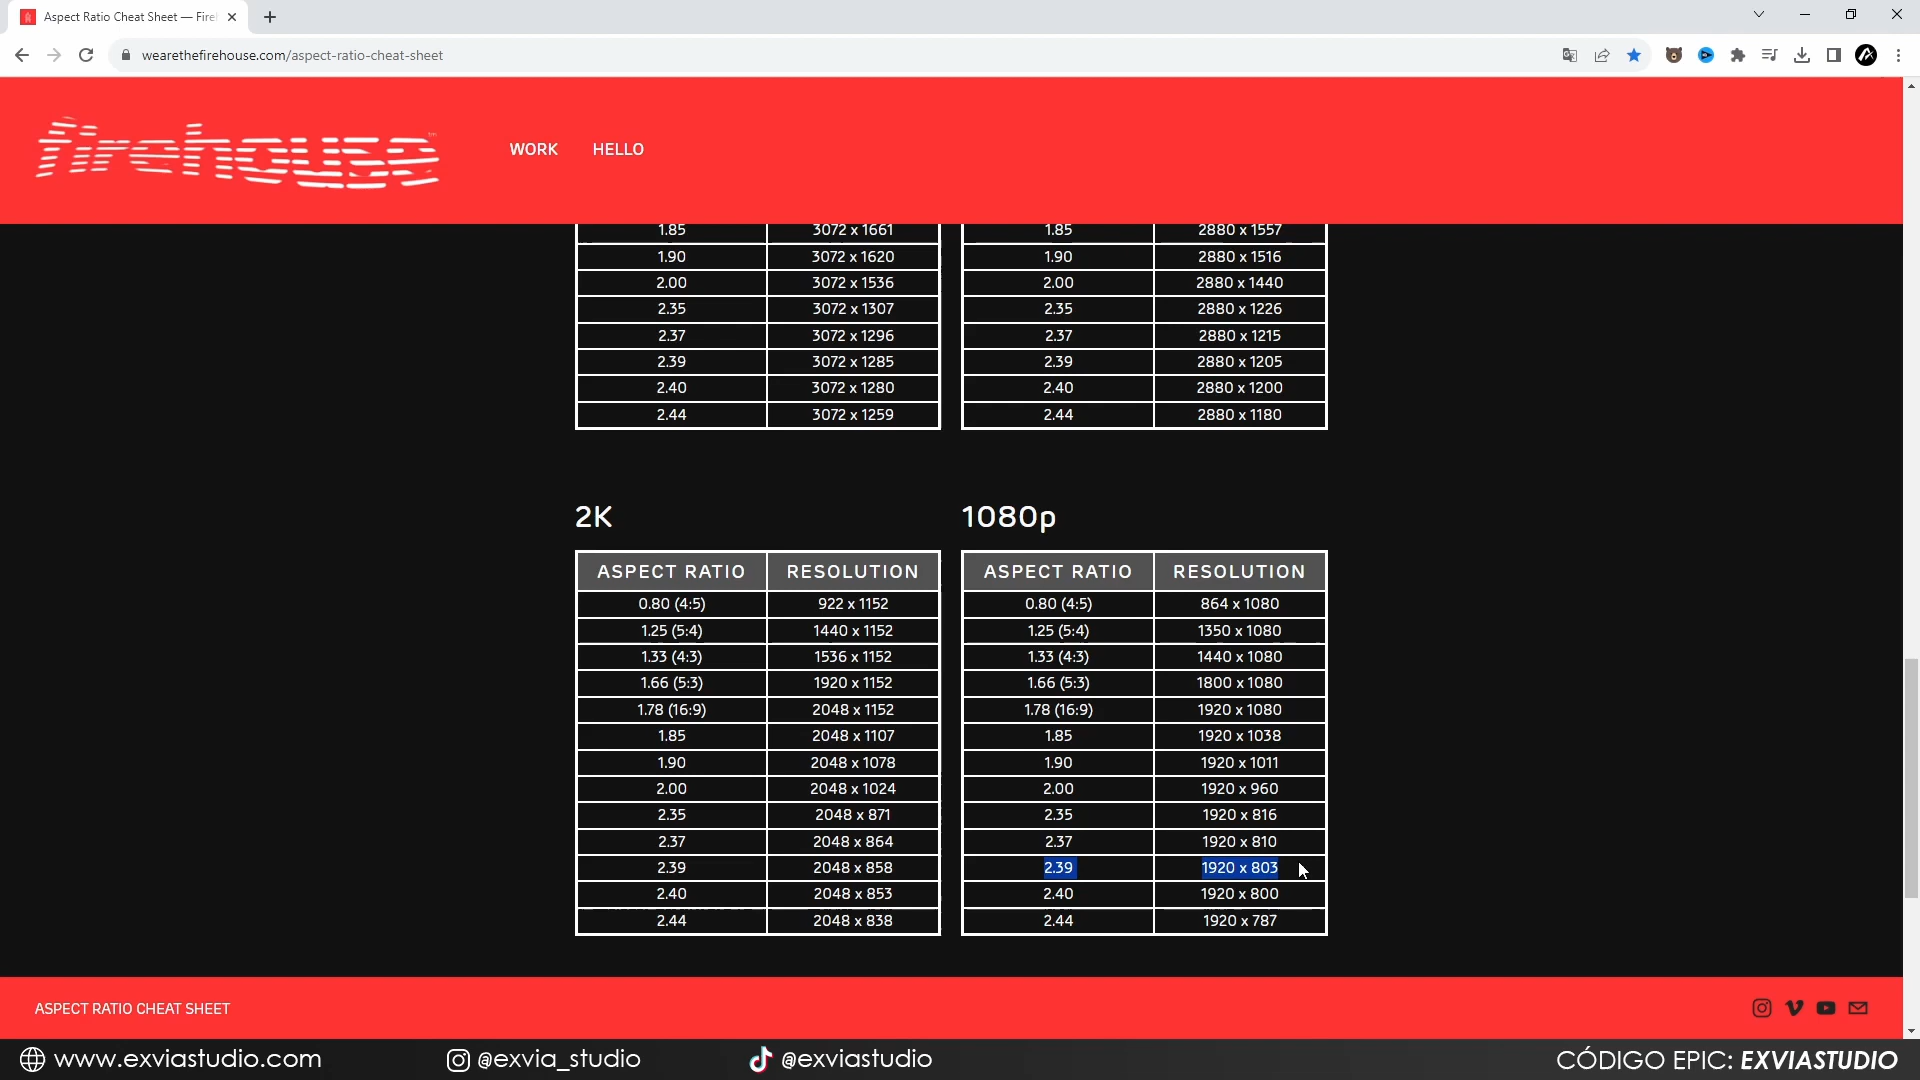 Aspect Ratio Cheat Sheet — Fire
wearethefirehouse.com/aspect-ratio-cheat-sheet
firehouse™ WORK HELLO
1.85 3072 x 1661 1.85 2880 x 1557
1.90 3072 x 1620 1.90 2880 x 1516
2.00 3072 x 1536 2.00 2880 x 1440
2.35 3072 x 1307 2.35 2880 x 1226
2.37 3072 x 1296 2.37 2880 x 1215
2.39 3072 x 1285 2.39 2880 x 1205
2.40 3072 x 1280 2.40 2880 x 1200
2.44 3072 x 1259 2.44 2880 x 1180
2K 1080p
ASPECT RATIO RESOLUTION ASPECT RATIO RESOLUTION
0.80 (4:5) 922 x 1152 0.80 (4:5) 864 x 1080
1.25 (5:4) 1440 x 1152 1.25 (5:4) 1350 x 1080
1.33 (4:3) 1536 x 1152 1.33 (4:3) 1440 x 1080
1.66 (5:3) 1920 x 1152 1.66 (5:3) 1800 x 1080
1.78 (16:9) 2048 x 1152 1.78 (16:9) 1920 x 1080
1.85 2048 x 1107 1.85 1920 x 1038
1.90 2048 x 1078 1.90 1920 x 1011
2.00 2048 x 1024 2.00 1920 x 960
2.35 2048 x 871 2.35 1920 x 816
2.37 2048 x 864 2.37 1920 x 810
2.39 2048 x 858 2.39 1920 x 803
2.40 2048 x 853 2.40 1920 x 800
2.44 2048 x 838 2.44 1920 x 787
ASPECT RATIO CHEAT SHEET
www.exviastudio.com @exvia_studio @exviastudio CÓDIGO EPIC: EXVIASTUDIO